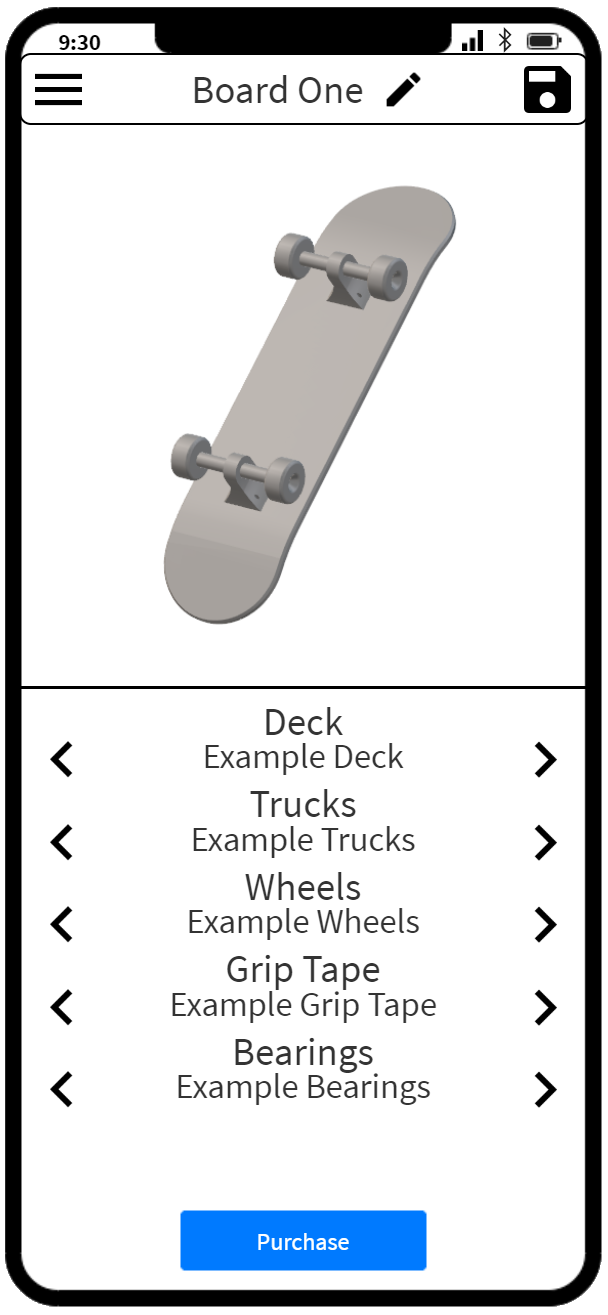 9:30
Board One
Deck
Example Deck
Trucks
Example Trucks
Wheels
Example Wheels
Grip Tape
Example Grip Tape
Bearings
Example Bearings
Purchase